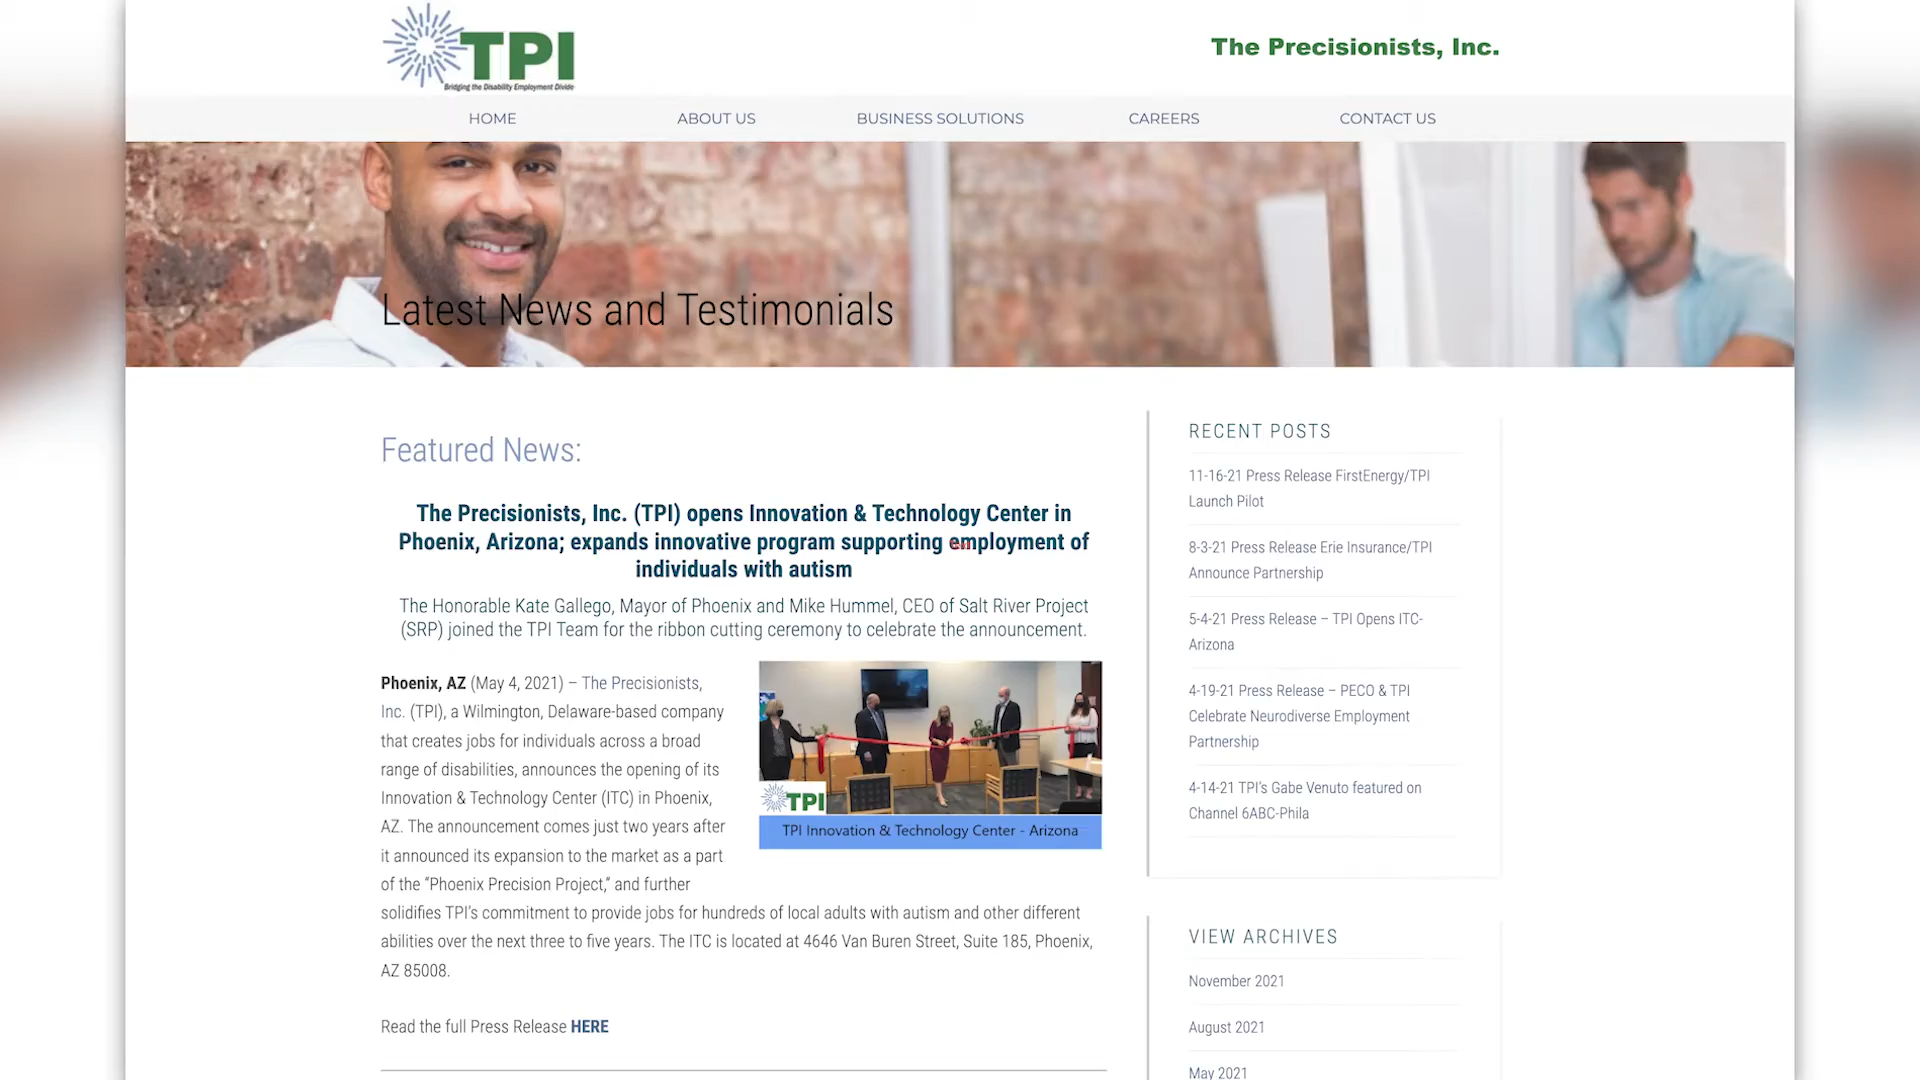 TPI
Bridging the Disability Employment Divide
The Precisionists, Inc.
HOME
ABOUT US
BUSINESS SOLUTIONS
CAREERS
CONTACT US
Latest News and Testimonials
Featured News:
The Precisionists, Inc. (TPI) opens Innovation & Technology Center in
Phoenix, Arizona; expands innovative program supporting employment of
individuals with autism
The Honorable Kate Gallego, Mayor of Phoenix and Mike Hummel, CEO of Salt River Project
(SRP) joined the TPI Team for the ribbon cutting ceremony to celebrate the announcement.
Phoenix, AZ (May 4, 2021) – The Precisionists,
Inc. (TPI), a Wilmington, Delaware-based company
that creates jobs for individuals across a broad
range of disabilities, announces the opening of its
Innovation & Technology Center (ITC) in Phoenix,
AZ. The announcement comes just two years after
it announced its expansion to the market as a part
of the “Phoenix Precision Project,” and further
solidifies TPI’s commitment to provide jobs for hundreds of local adults with autism and other different
abilities over the next three to five years. The ITC is located at 4646 Van Buren Street, Suite 185, Phoenix,
AZ 85008.
TPI
TPI Innovation & Technology Center - Arizona
Read the full Press Release HERE
RECENT POSTS
11-16-21 Press Release FirstEnergy/TPI
Launch Pilot
8-3-21 Press Release Erie Insurance/TPI
Announce Partnership
5-4-21 Press Release – TPI Opens ITC-
Arizona
4-19-21 Press Release – PECO & TPI
Celebrate Neurodiverse Employment
Partnership
4-14-21 TPI’s Gabe Venuto featured on
Channel 6ABC-Phila
VIEW ARCHIVES
November 2021
August 2021
May 2021